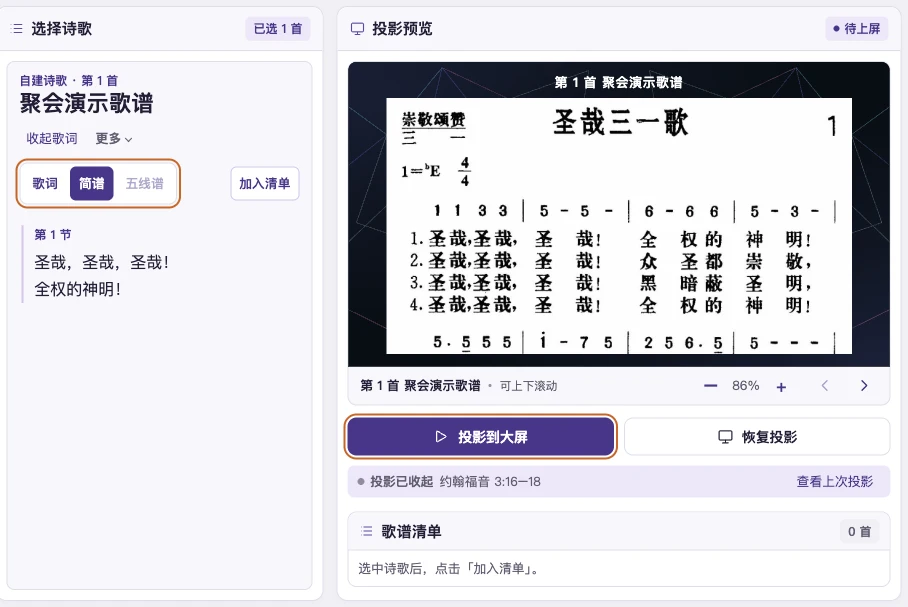 选择诗歌
已选 1 首
自建诗歌 · 第 1 首
聚会演示歌谱
收起歌词 更多
歌词 简谱 五线谱
加入清单
第 1 节
圣哉，圣哉，圣哉！
全权的神明！
投影预览
待上屏
第 1 首 聚会演示歌谱
崇敬颂赞
三 一
圣哉三一歌
1
1=ᵇE 4/4
1 1 3 3 | 5 - 5 - | 6 - 6 6 | 5 - 3 - |
1. 圣哉,圣哉, 圣 哉! 全 权的 神 明!
2. 圣哉,圣哉, 圣 哉! 众 圣都 崇 敬,
3. 圣哉,圣哉, 圣 哉! 黑 暗蔽 圣 明,
4. 圣哉,圣哉, 圣 哉! 全 权的 神 明!
5. 5 5 5 | i - 7 5 | 2 5 6. 5 | 5 - - - |
第 1 首 聚会演示歌谱 · 可上下滚动
− 86% +
投影到大屏
恢复投影
投影已收起 约翰福音 3:16—18
查看上次投影
歌谱清单
0 首
选中诗歌后，点击「加入清单」。